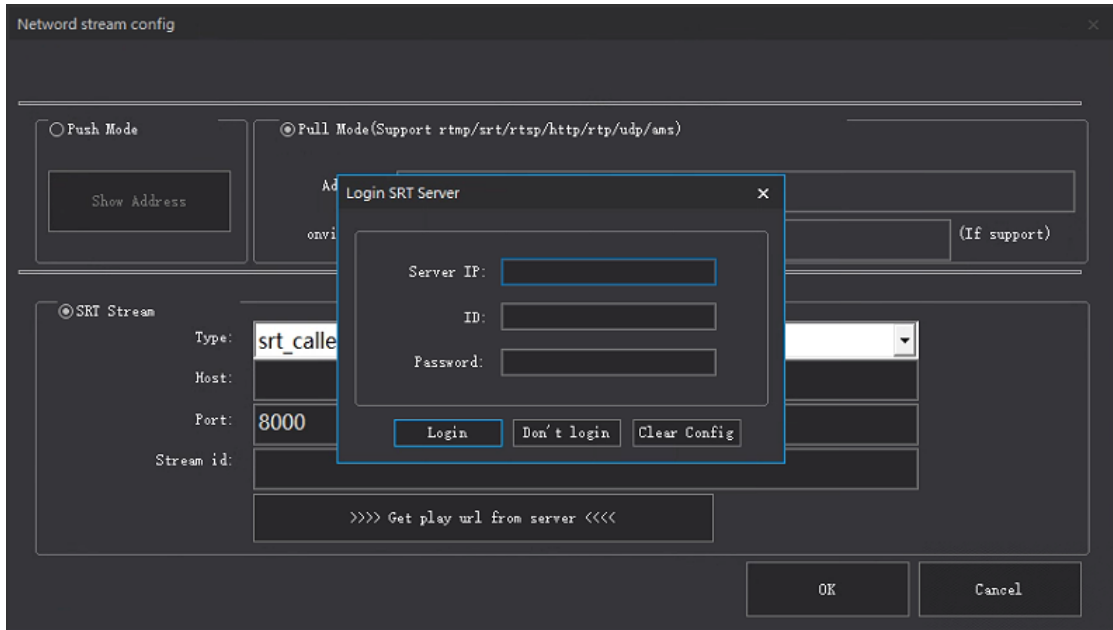 Netword stream config
Push Mode
Pull Mode(Support rtmp/srt/rtsp/http/rtp/udp/ams)
Show Address
Ad
Login SRT Server
onvi
(If support)
Server IP:
ID:
SRT Stream
Type:
srt_calle
Password:
Host:
Port:
8000
Login
Don't login
Clear Config
Stream id:
>>>> Get play url from server <<<<
OK
Cancel